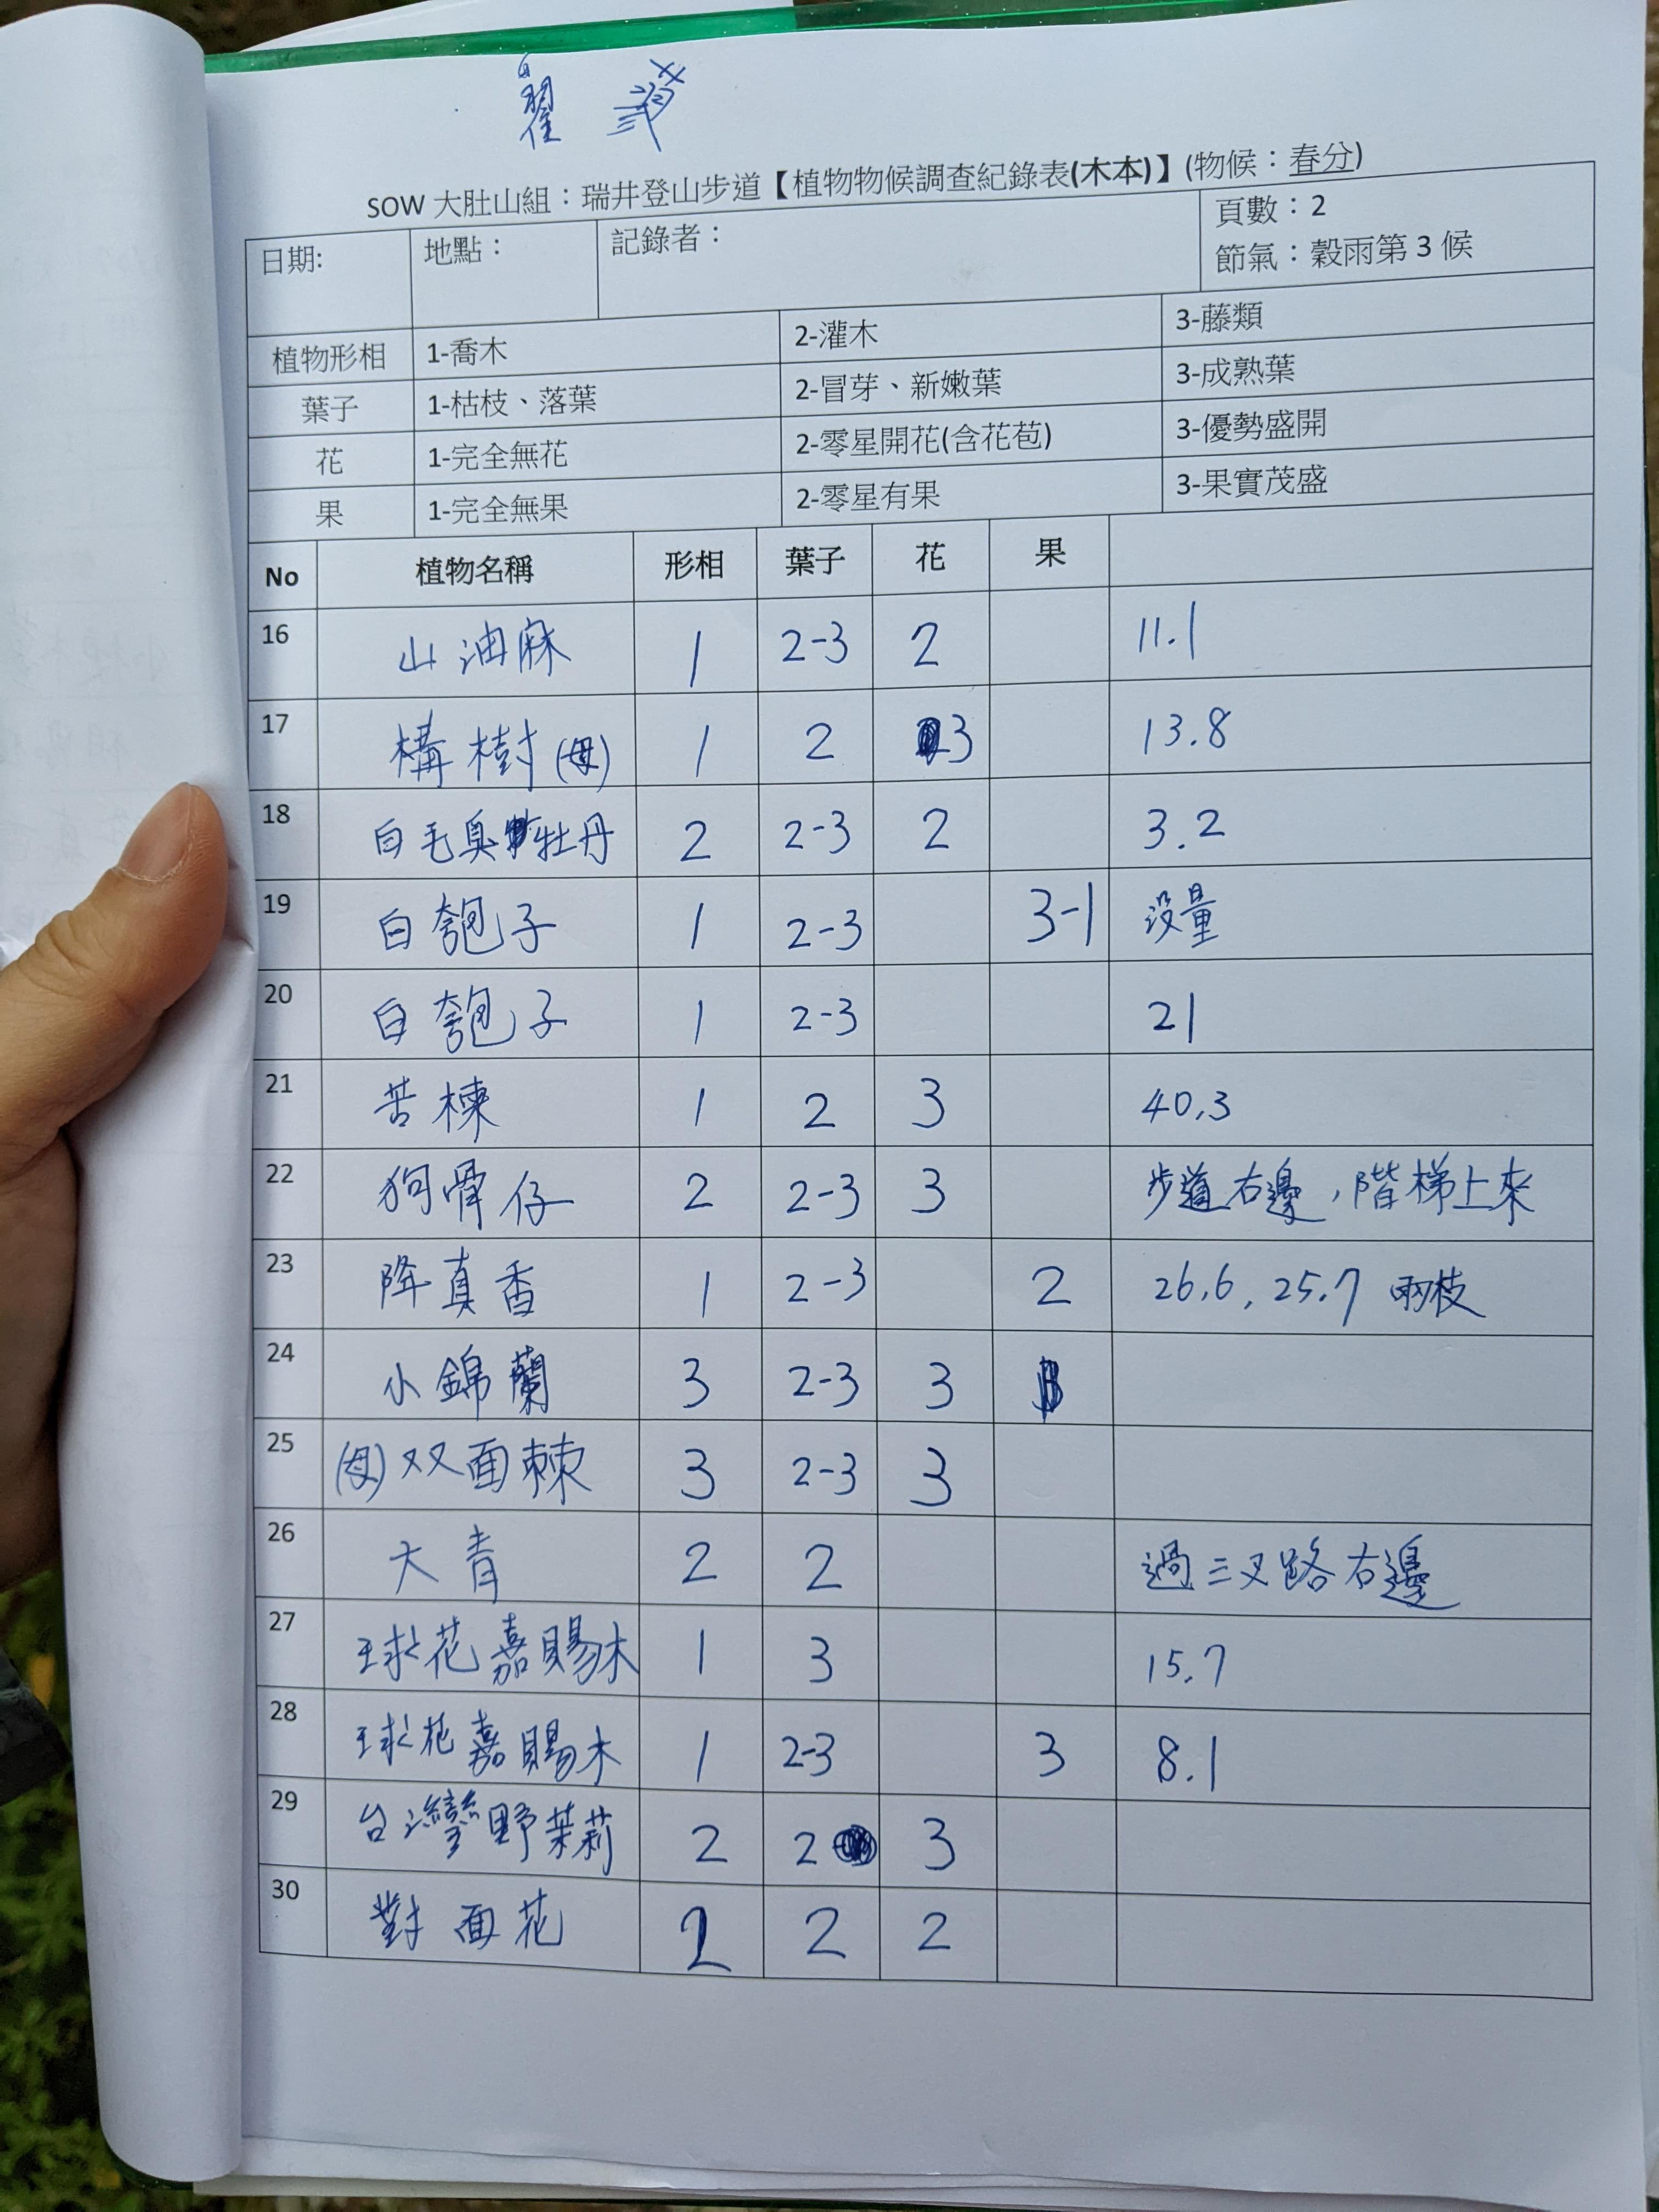 SOW 大肚山組：瑞井登山步道【植物物候調查紀錄表(木本)】(物候：春分)
日期: 地點： 記錄者： 頁數：2
節氣：穀雨第 3 候
植物形相 1-喬木 2-灌木 3-藤類
葉子 1-枯枝、落葉 2-冒芽、新嫩葉 3-成熟葉
花 1-完全無花 2-零星開花(含花苞) 3-優勢盛開
果 1-完全無果 2-零星有果 3-果實茂盛
No 植物名稱 形相 葉子 花 果
16 山油麻 1 2-3 2 11.1
17 構樹(母) 1 2 3 13.8
18 白毛臭牡丹 2 2-3 2 3.2
19 白匏子 1 2-3 3-1 沒量
20 白匏子 1 2-3 21
21 苦楝 1 2 3 40.3
22 狗骨仔 2 2-3 3 步道右邊，階梯上來
23 降真香 1 2-3 2 26.6, 25.7 兩枝
24 小錦蘭 3 2-3 3
25 (母)双面棘 3 2-3 3
26 大青 2 2 過三叉路右邊
27 球花嘉賜木 1 3 15.7
28 球花嘉賜木 1 2-3 3 8.1
29 台灣野茉莉 2 2 3
30 對面花 2 2 2